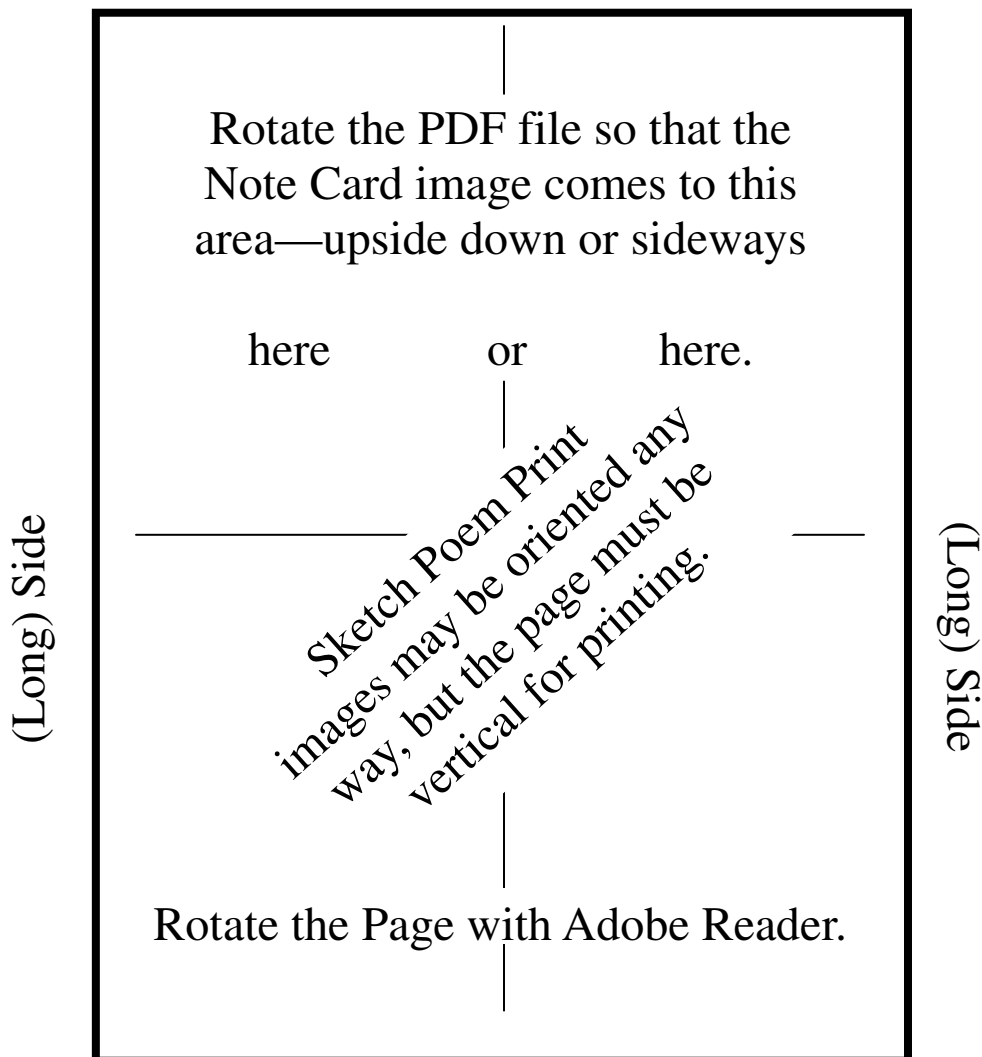 Rotate the PDF file so that the
Note Card image comes to this
area—upside down or sideways
here or here.
Sketch Poem Print
images may be oriented any
way, but the page must be
vertical for printing.
(Long) Side
(Long) Side
Rotate the Page with Adobe Reader.